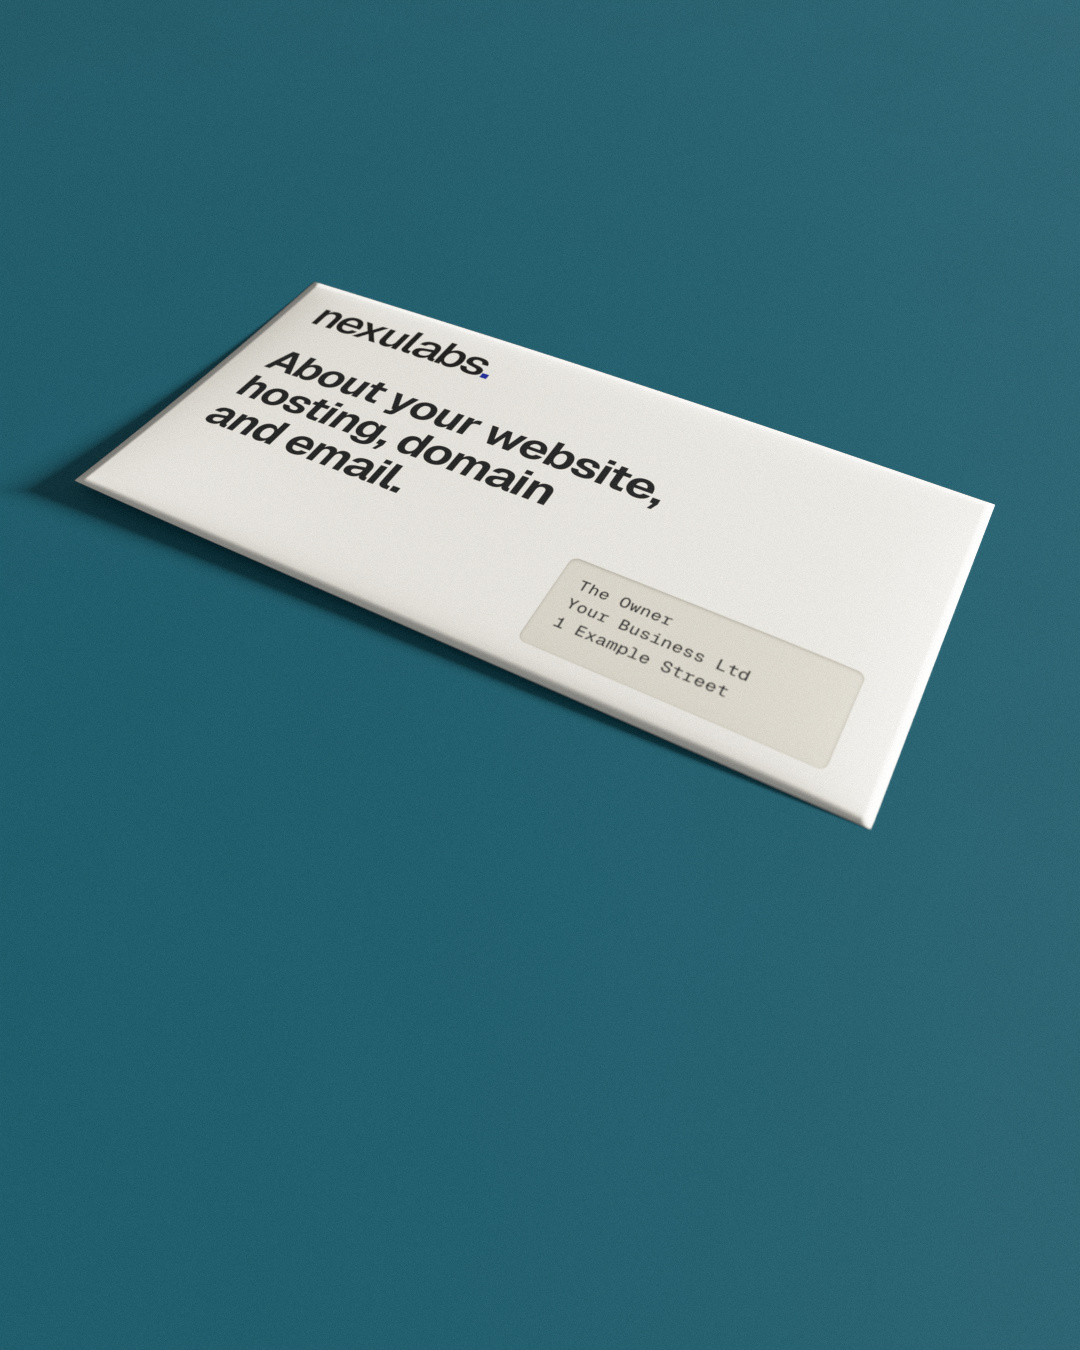 nexulabs.
About your website,
hosting, domain
and email.
The Owner
Your Business Ltd
1 Example Street